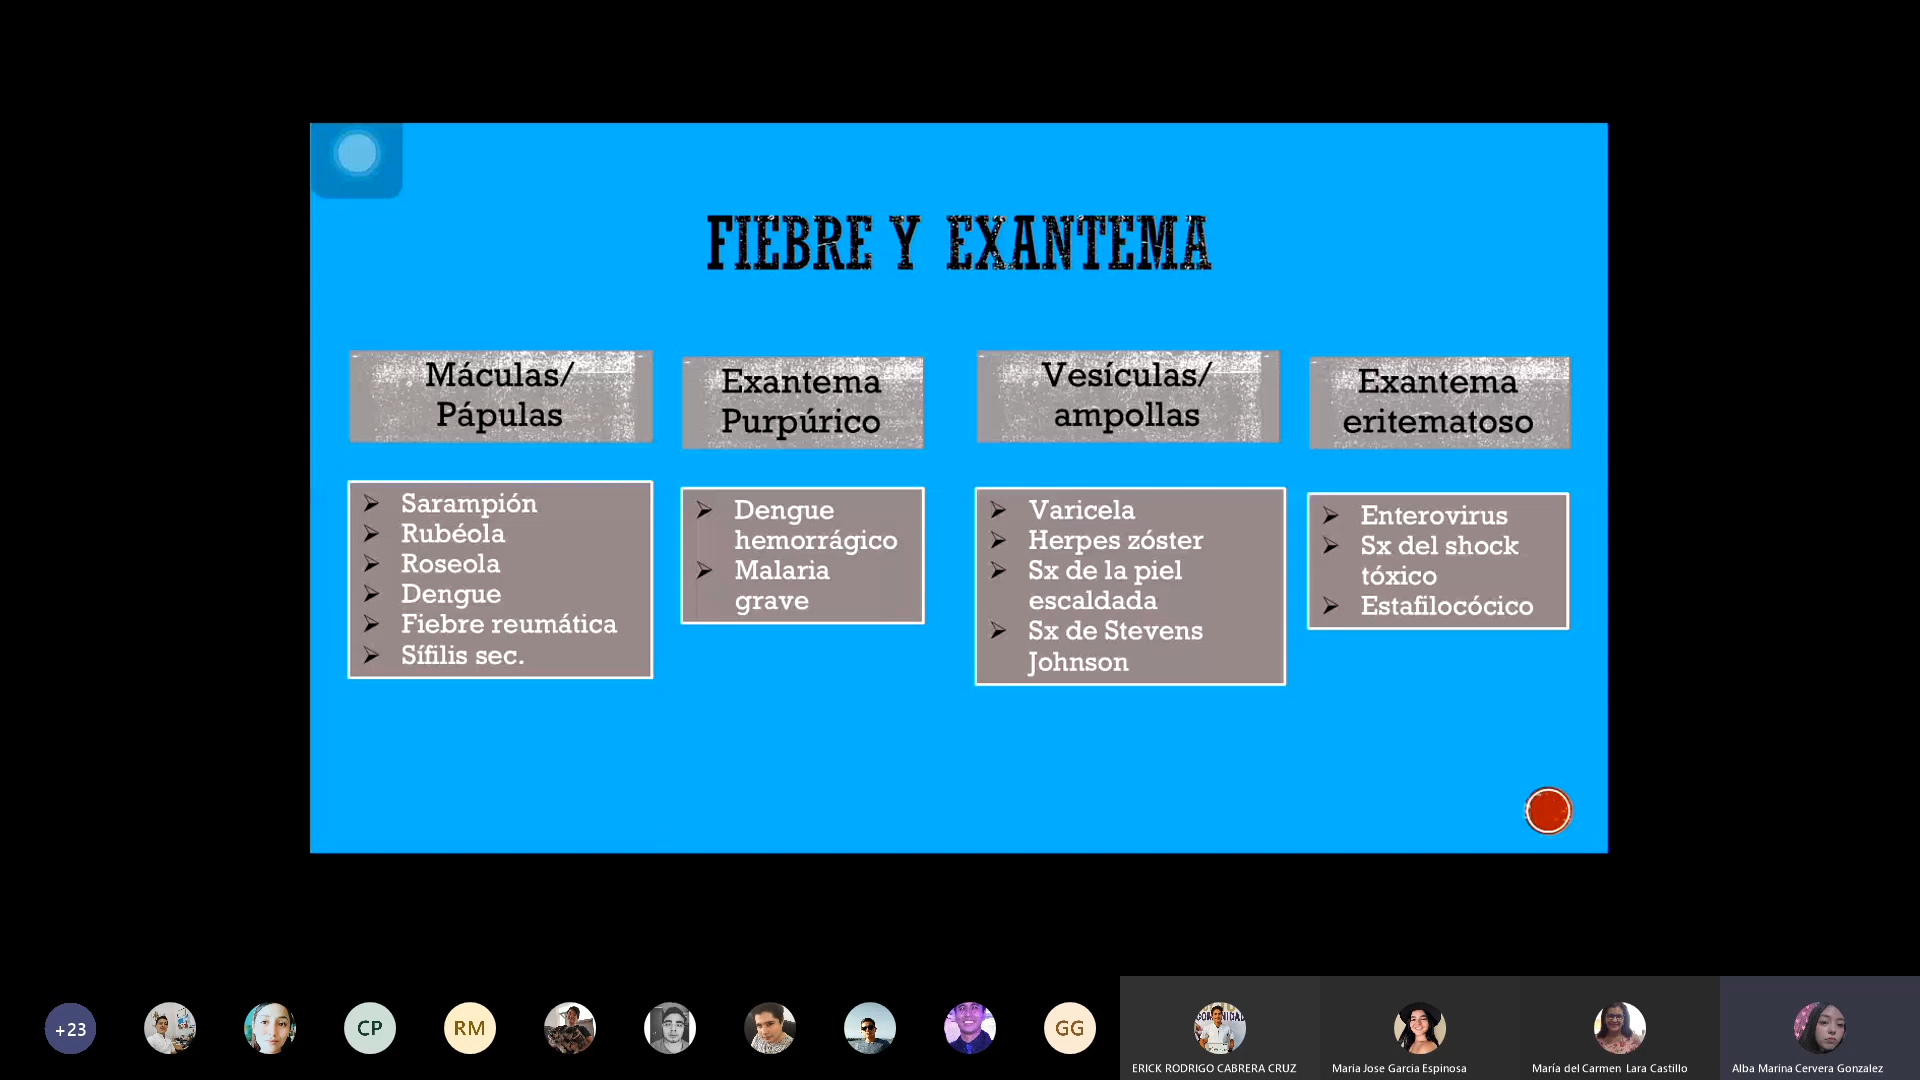 FIEBRE Y EXANTEMA
Máculas/
Pápulas
Sarampión
Rubéola
Roseola
Dengue
Fiebre reumática
Sífilis sec.
Exantema
Purpúrico
Dengue
hemorrágico
Malaria
grave
Vesículas/
ampollas
Varicela
Herpes zóster
Sx de la piel
escaldada
Sx de Stevens
Johnson
Exantema
eritematoso
Enterovirus
Sx del shock
tóxico
Estafilocócico
+23
CP
RM
GG
COMUNIDAD
ERICK RODRIGO CABRERA CRUZ
Maria Jose Garcia Espinosa
María del Carmen Lara Castillo
Alba Marina Cervera Gonzalez